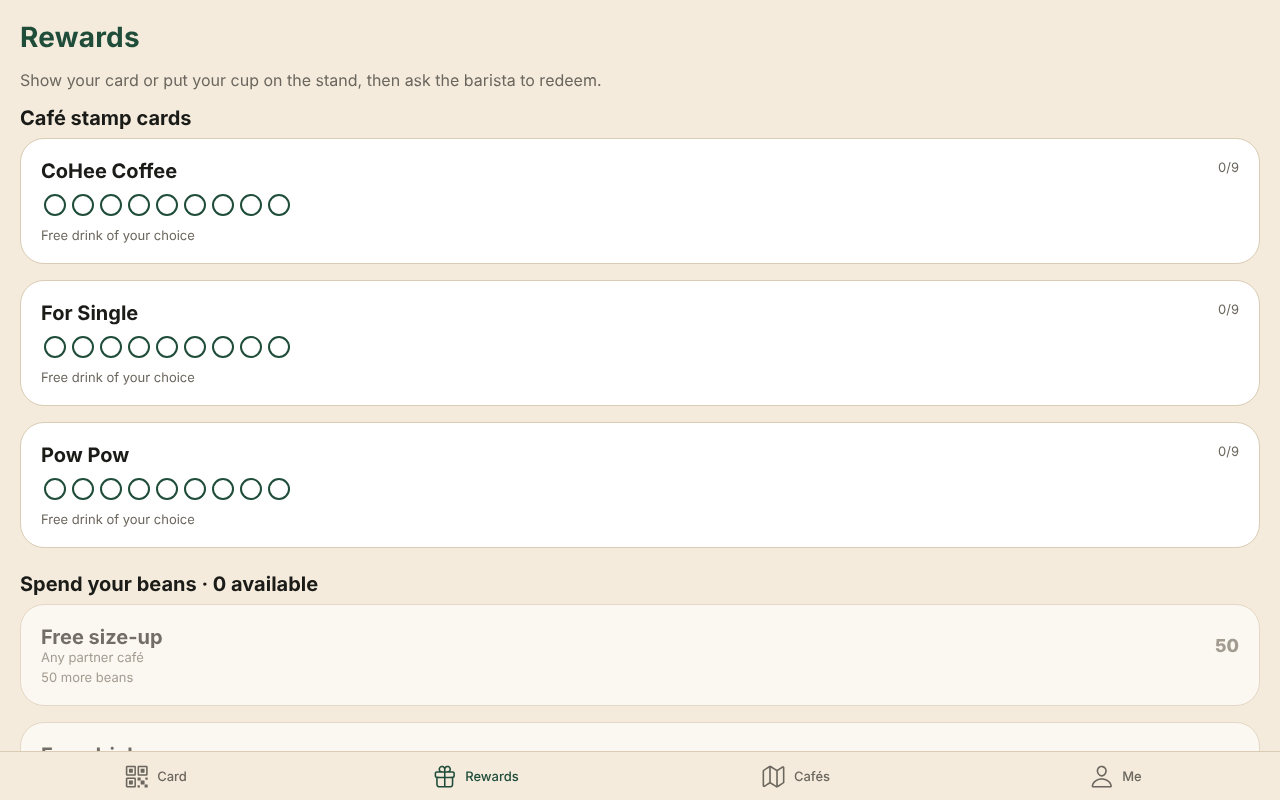 Rewards
Show your card or put your cup on the stand, then ask the barista to redeem.
Café stamp cards
CoHee Coffee
0/9
Free drink of your choice
For Single
0/9
Free drink of your choice
Pow Pow
0/9
Free drink of your choice
Spend your beans · 0 available
Free size-up
50
Any partner café
50 more beans
Card
Rewards
Cafés
Me